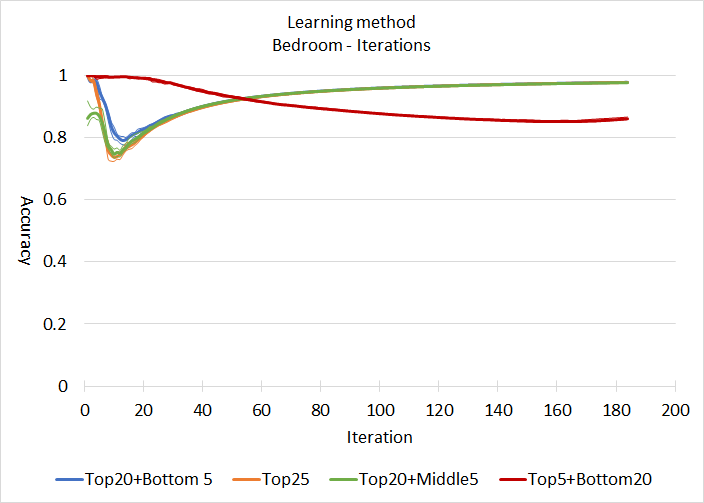 Learning method
Bedroom - Iterations
1
0.8
0.6
0.4
0.2
0
Accuracy
0 20 40 60 80 100 120 140 160 180 200
Iteration
Top20+Bottom 5 Top25 Top20+Middle5 Top5+Bottom20